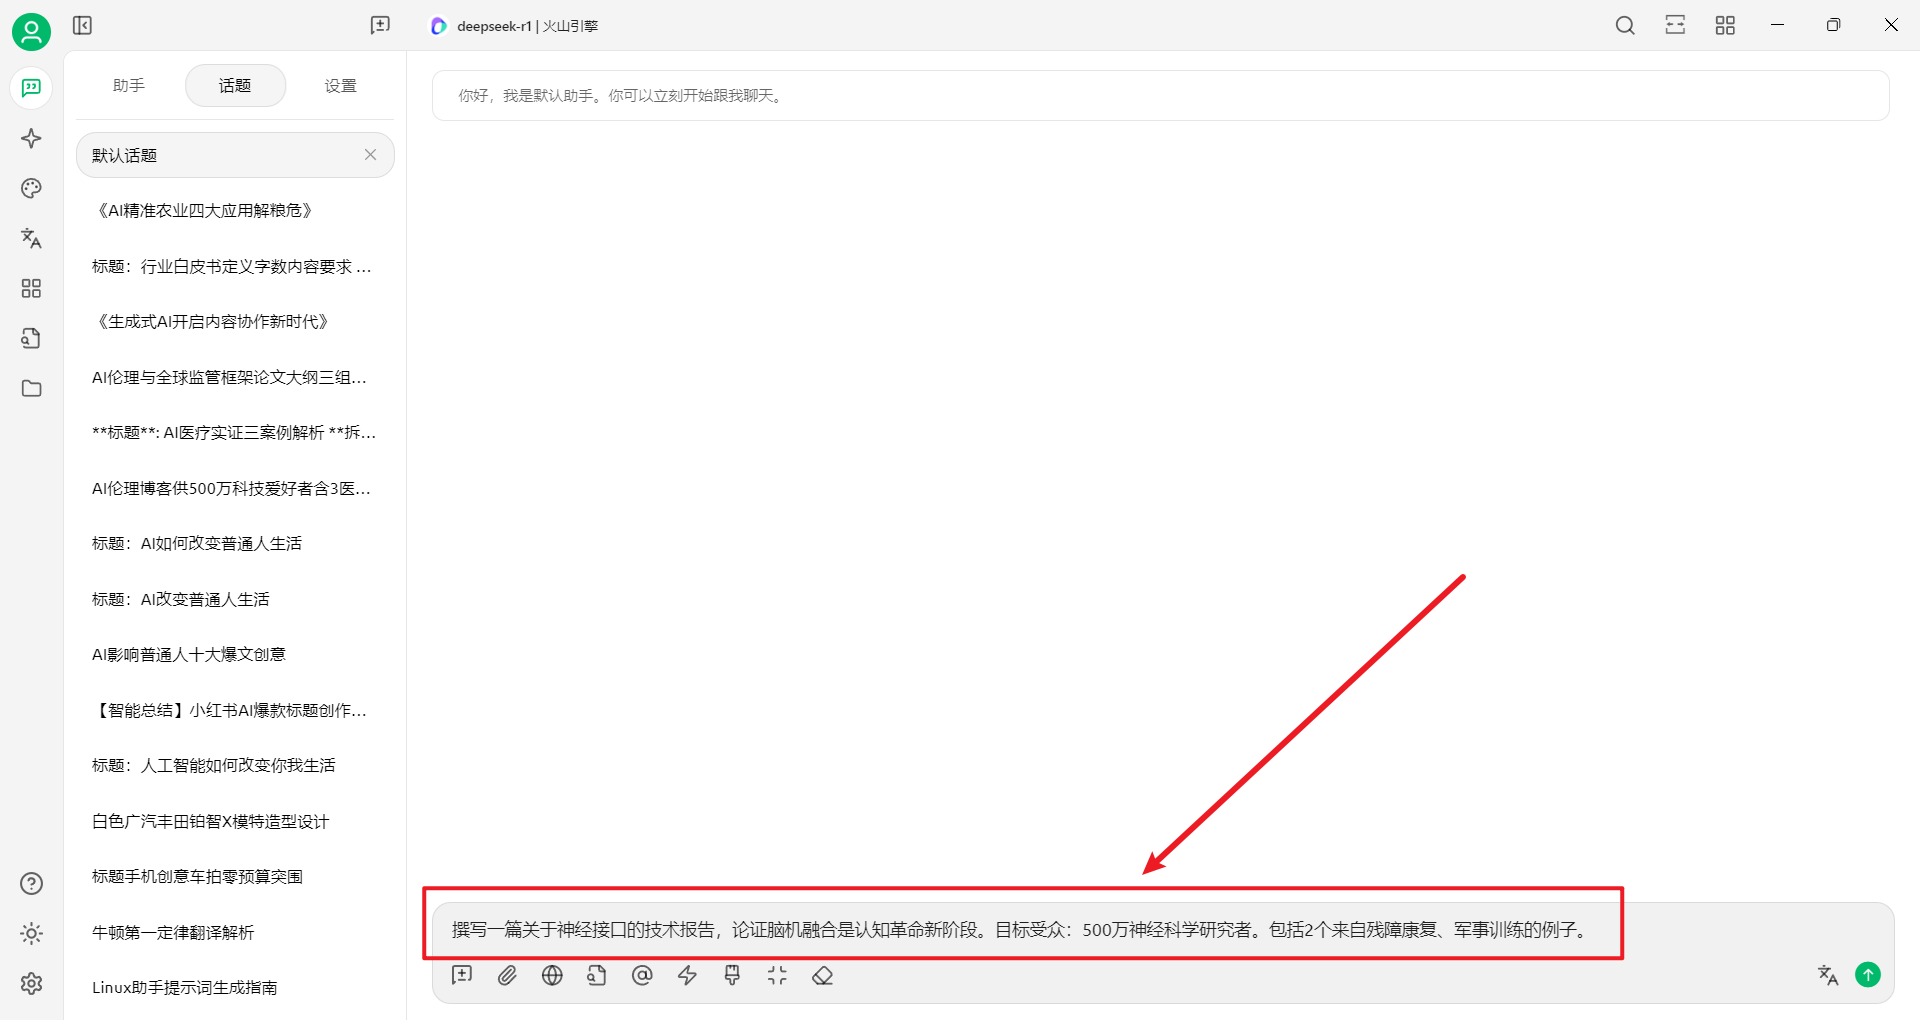 deepseek-r1 | 火山引擎
助手
话题
设置
默认话题
《AI精准农业四大应用解粮危》
标题：行业白皮书定义字数内容要求 ...
《生成式AI开启内容协作新时代》
AI伦理与全球监管框架论文大纲三组...
**标题**: AI医疗实证三案例解析 **拆...
AI伦理博客供500万科技爱好者含3医...
标题：AI如何改变普通人生活
标题：AI改变普通人生活
AI影响普通人十大爆文创意
【智能总结】小红书AI爆款标题创作...
标题：人工智能如何改变你我生活
白色广汽丰田铂智X模特造型设计
标题手机创意车拍零预算突围
牛顿第一定律翻译解析
Linux助手提示词生成指南
你好，我是默认助手。你可以立刻开始跟我聊天。
撰写一篇关于神经接口的技术报告，论证脑机融合是认知革命新阶段。目标受众：500万神经科学研究者。包括2个来自残障康复、军事训练的例子。